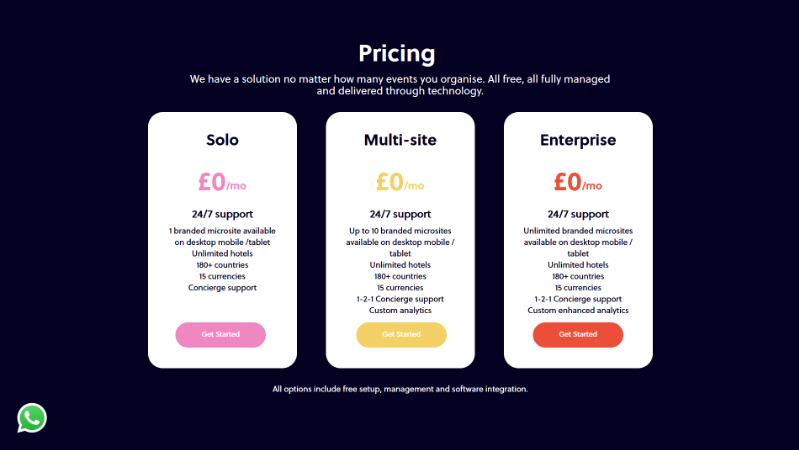 Pricing
We have a solution no matter how many events you organise. All free, all fully managed
and delivered through technology.
Solo
£0/mo
24/7 support
1 branded microsite available
on desktop mobile /tablet
Unlimited hotels
180+ countries
15 currencies
Concierge support
Get Started
Multi-site
£0/mo
24/7 support
Up to 10 branded microsites
available on desktop mobile /
tablet
Unlimited hotels
180+ countries
15 currencies
1-2-1 Concierge support
Custom analytics
Get Started
Enterprise
£0/mo
24/7 support
Unlimited branded microsites
available on desktop mobile /
tablet
Unlimited hotels
180+ countries
15 currencies
1-2-1 Concierge support
Custom enhanced analytics
Get Started
All options include free setup, management and software integration.